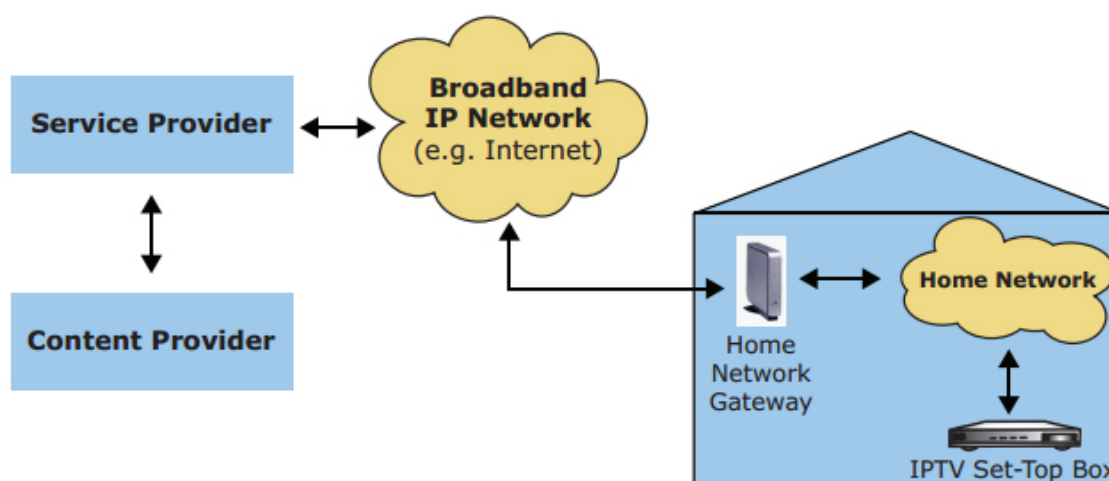 Service Provider
Broadband
IP Network
(e.g. Internet)
Content Provider
Home Network
Home
Network
Gateway
IPTV Set-Top Box